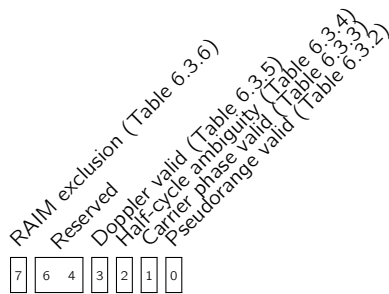 RAIM exclusion (Table 6.3.6)
Reserved
Doppler valid (Table 6.3.5)
Half-cycle ambiguity (Table 6.3.4)
Carrier phase valid (Table 6.3.3)
Pseudorange valid (Table 6.3.2)
7 6 4 3 2 1 0